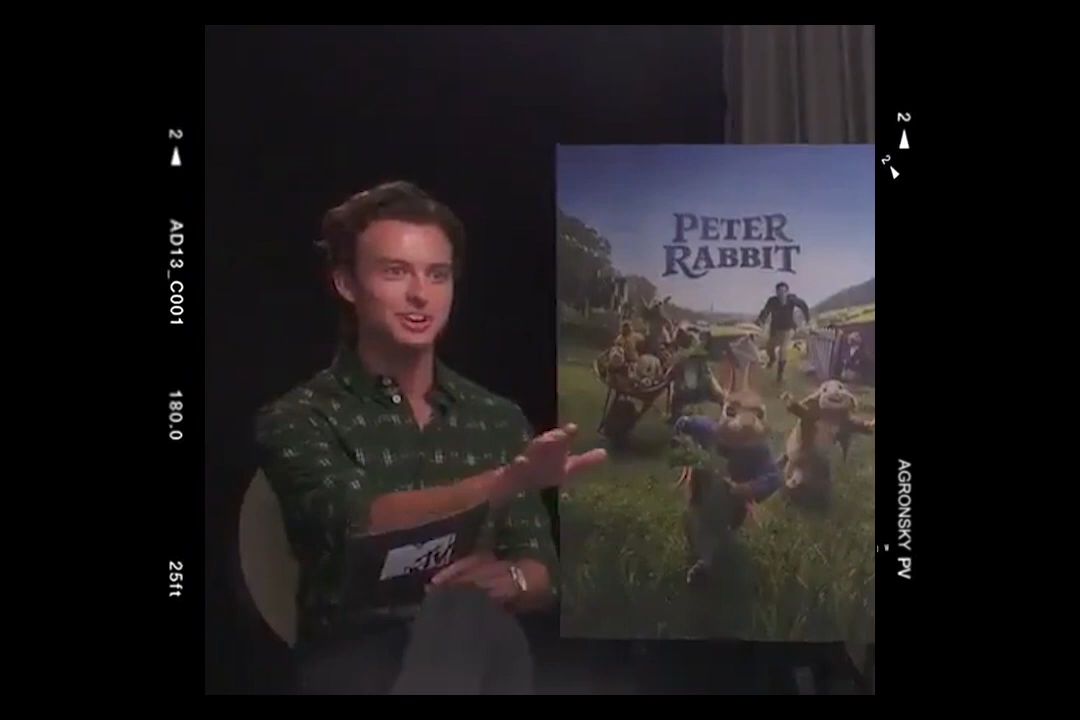 2
AD13_C001
180.0
25ft
PETER
RABBIT
MTV
2
2
AGRONSKY PV